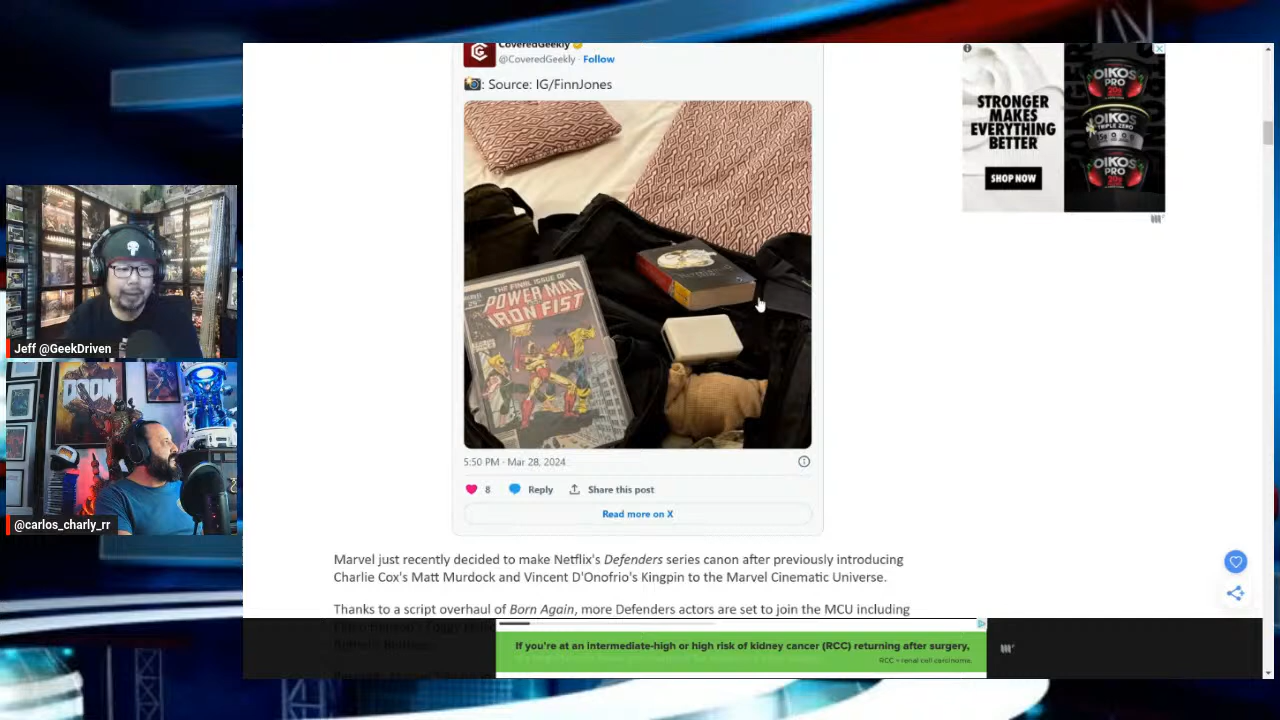 CoveredGeekly
@CoveredGeekly · Follow
📸: Source: IG/FinnJones
THE FINAL ISSUE OF
POWER MAN
AND
IRON FIST
5:50 PM · Mar 28, 2024
8 Reply Share this post
Read more on X
Marvel just recently decided to make Netflix's Defenders series canon after previously introducing
Charlie Cox's Matt Murdock and Vincent D'Onofrio's Kingpin to the Marvel Cinematic Universe.
Thanks to a script overhaul of Born Again, more Defenders actors are set to join the MCU including
If you're at an intermediate-high or high risk of kidney cancer (RCC) returning after surgery,
RCC = renal cell carcinoma.
STRONGER
MAKES
EVERYTHING
BETTER
SHOP NOW
OIKOS
PRO
OIKOS
TRIPLE ZERO
OIKOS
PRO
Jeff @GeekDriven
DOOM
@carlos_charly_rr